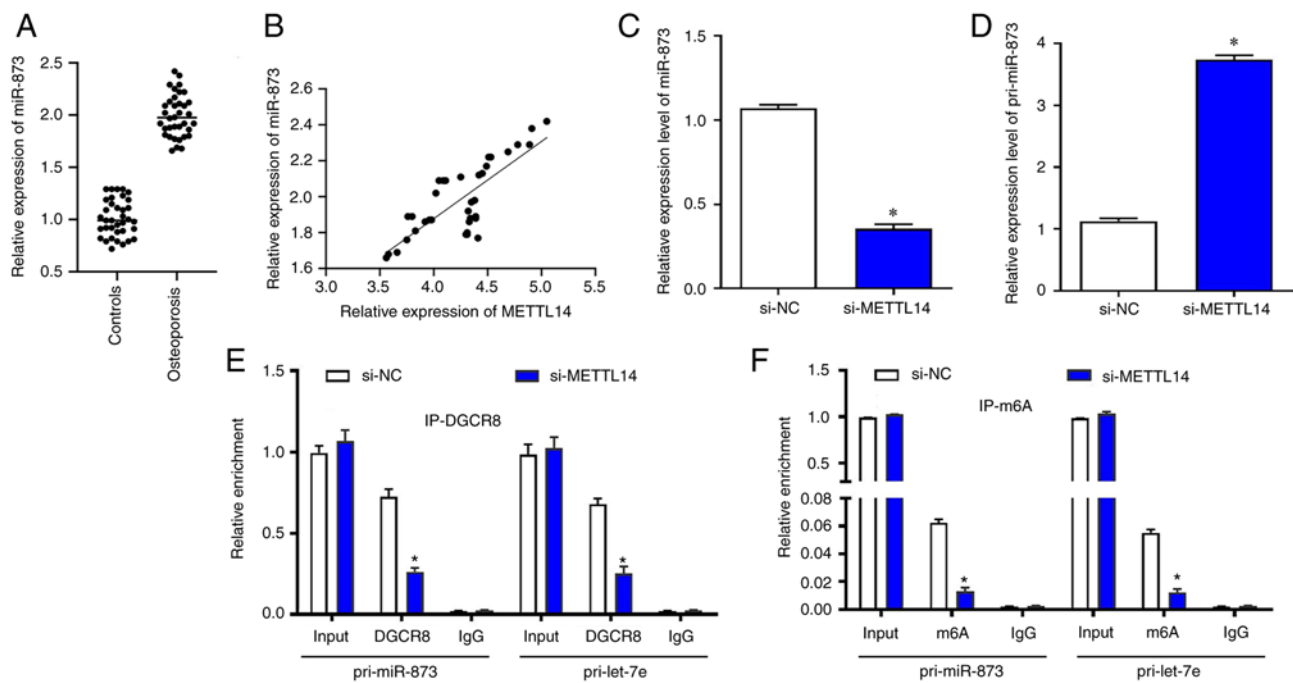 A
Relative expression of miR-873
2.5
2.0
1.5
1.0
0.5
Controls
Osteoporosis
B
Relative expression of miR-873
2.6
2.4
2.2
2.0
1.8
1.6
3.0 3.5 4.0 4.5 5.0 5.5
Relative expression of METTL14
C
Relatiave expression level of miR-873
1.5
1.0
0.5
0.0
*
si-NC si-METTL14
D
Relative expression level of pri-miR-873
4
3
2
1
0
*
si-NC si-METTL14
E
si-NC si-METTL14
IP-DGCR8
Relative enrichment
1.5
1.0
0.5
0.0
* *
Input DGCR8 IgG Input DGCR8 IgG
pri-miR-873 pri-let-7e
F
si-NC si-METTL14
IP-m6A
Relative enrichment
1.5
1.0
0.5
0.08
0.06
0.04
0.02
0.00
* *
Input m6A IgG Input m6A IgG
pri-miR-873 pri-let-7e